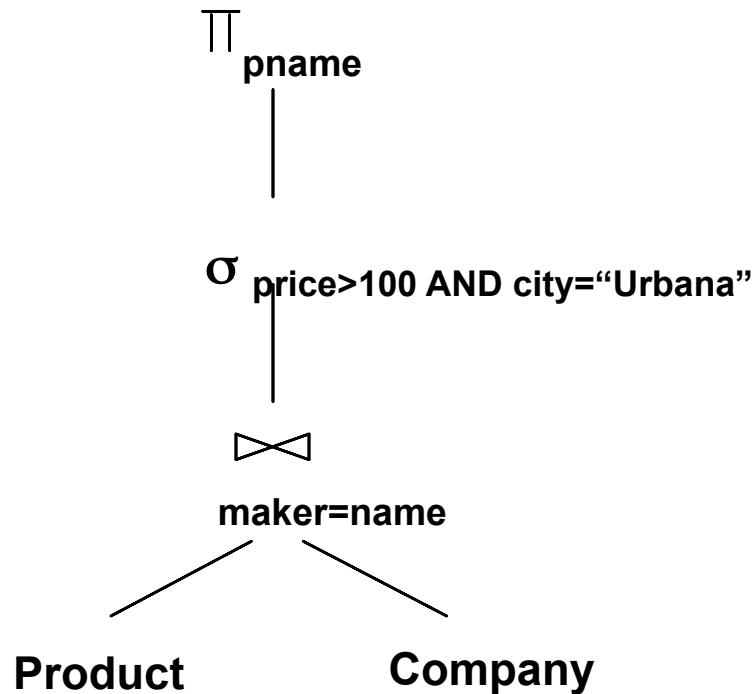 ∏ pname
σ price>100 AND city=“Urbana”
⋈
maker=name
Product Company